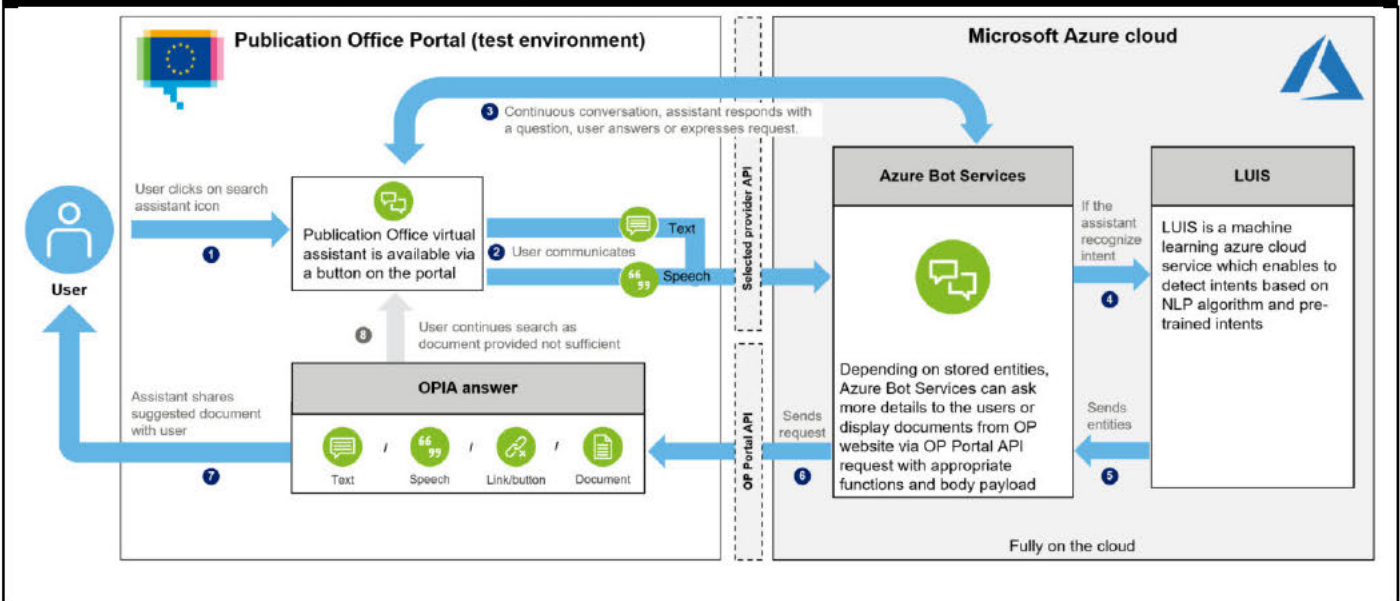 Publication Office Portal (test environment)
Microsoft Azure cloud
3 Continuous conversation, assistant responds with
a question, user answers or expresses request.
User clicks on search
assistant icon
1
User
Publication Office virtual
assistant is available via
a button on the portal
2 User communicates
Text
Speech
Selected provider API
Azure Bot Services
Depending on stored entities,
Azure Bot Services can ask
more details to the users or
display documents from OP
website via OP Portal API
request with appropriate
functions and body payload
If the
assistant
recognize
intent
4
LUIS
LUIS is a machine
learning azure cloud
service which enables to
detect intents based on
NLP algorithm and pre-
trained intents
Sends
entities
5
Sends
request
6
OP Portal API
8
User continues search as
document provided not sufficient
OPIA answer
Text / Speech / Link/button / Document
Assistant shares
suggested document
with user
7
Fully on the cloud